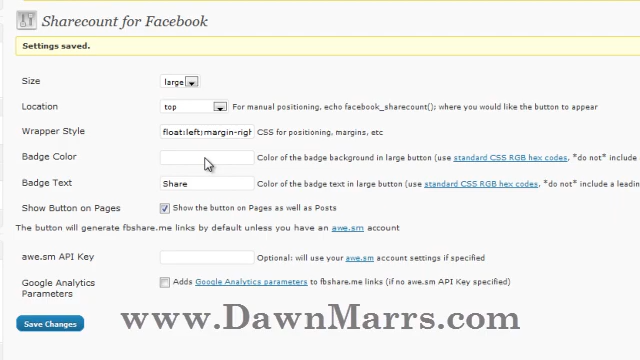 Sharecount for Facebook
Settings saved.
Size large
Location top For manual positioning, echo facebook_sharecount(); where you would like the button to appear
Wrapper Style float:left;margin-righ CSS for positioning, margins, etc
Badge Color Color of the badge background in large button (use standard CSS RGB hex codes, *do not* include a
Badge Text Share Color of the badge text in large button (use standard CSS RGB hex codes, *do not* include a leadin
Show Button on Pages Show the button on Pages as well as Posts
The button will generate fbshare.me links by default unless you have an awe.sm account
awe.sm API Key Optional: will use your awe.sm account settings if specified
Google Analytics Parameters Adds Google Analytics parameters to fbshare.me links (if no awe.sm API Key specified)
Save Changes
www.DawnMarrs.com